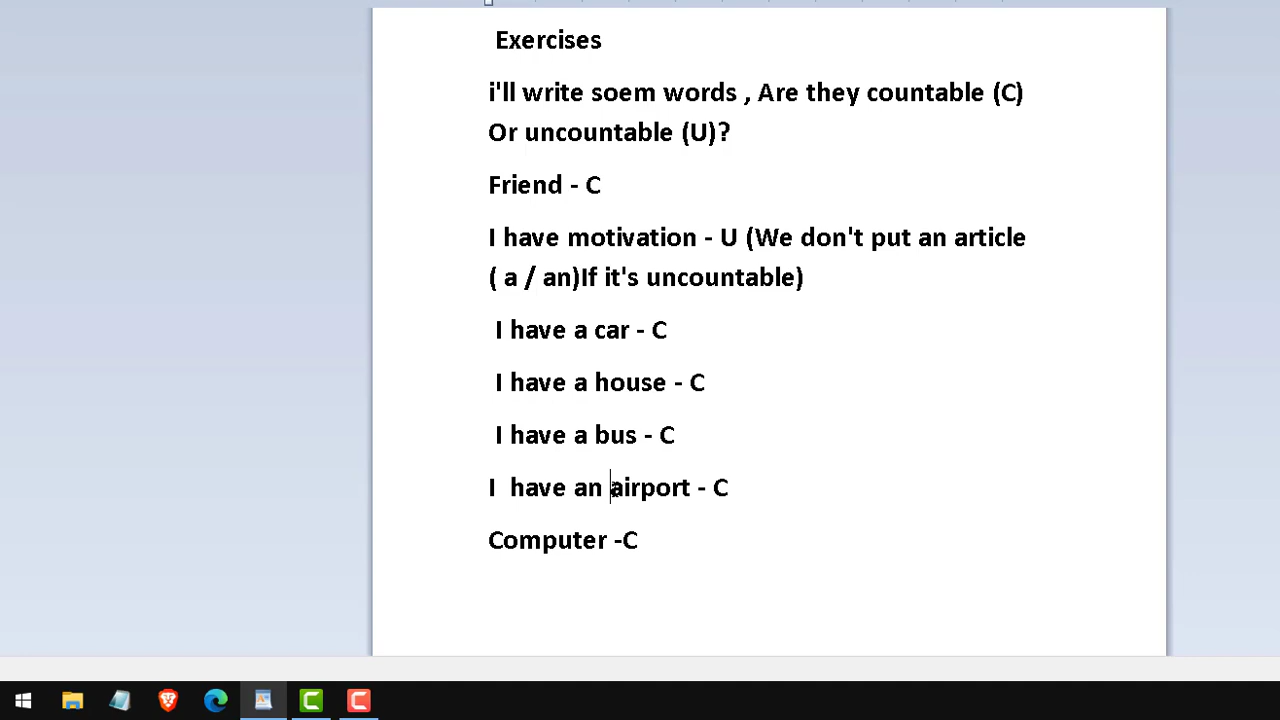 Exercises
i'll write soem words , Are they countable (C)
Or uncountable (U)?
Friend - C
I have motivation - U (We don't put an article
( a / an)If it's uncountable)
I have a car - C
I have a house - C
I have a bus - C
I  have an airport - C
Computer -C